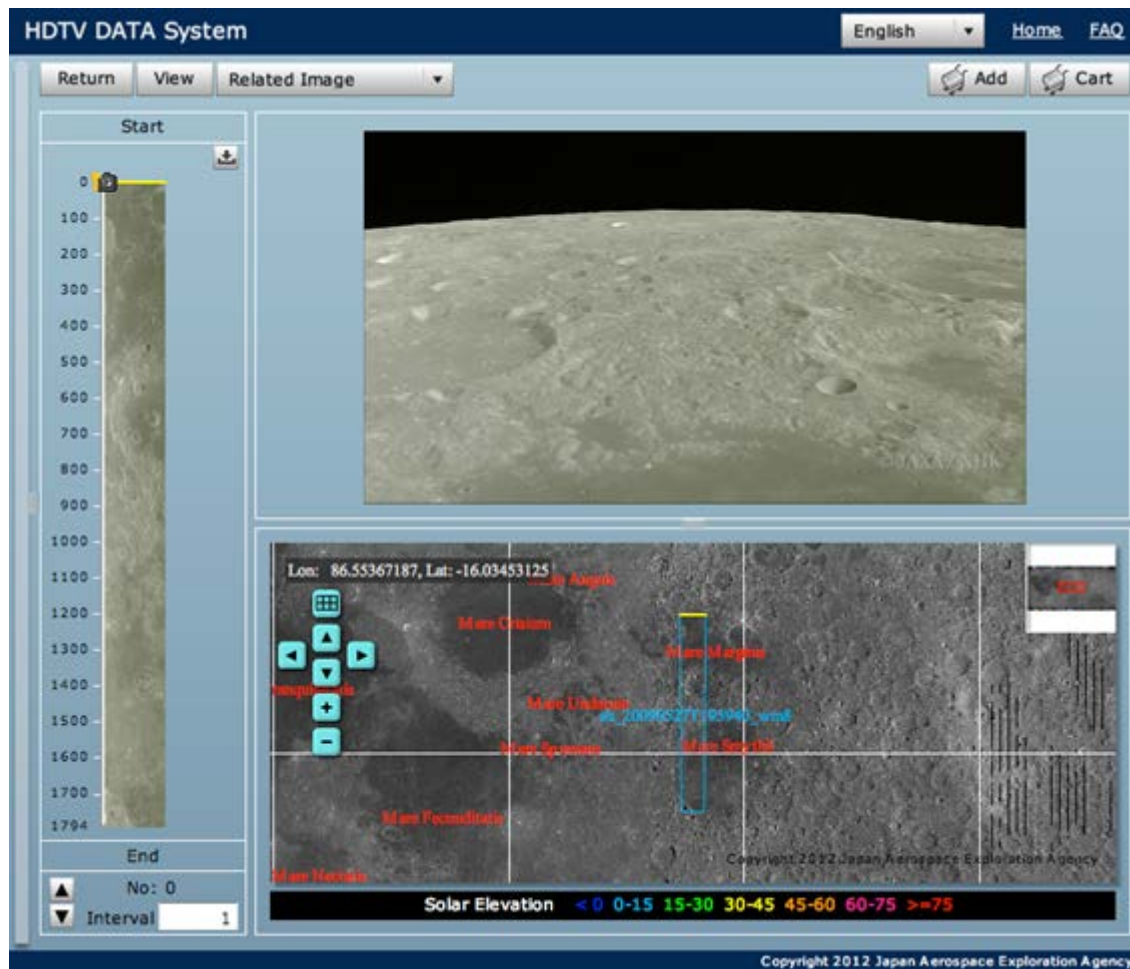 HDTV DATA System
English
Home
FAQ
Return
View
Related Image
Add
Cart
Start
0
100
200
300
400
500
600
700
800
900
1000
1100
1200
1300
1400
1500
1600
1700
1794
End
No: 0
Interval 1
©JAXA/NHK
Lon: 86.55367187, Lat: -16.03453125
Mare Crisium
Mare Marginis
Mare Undarum
Mare Spumans
Mare Smythii
Mare Fecunditatis
Mare Nectaris
Copyright 2012 Japan Aerospace Exploration Agency
Solar Elevation < 0 0-15 15-30 30-45 45-60 60-75 >=75
Copyright 2012 Japan Aerospace Exploration Agency